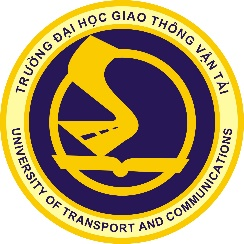 TRƯỜNG ĐẠI HỌC GIAO THÔNG VẬN TẢI
UNIVERSITY OF TRANSPORT AND COMMUNICATIONS